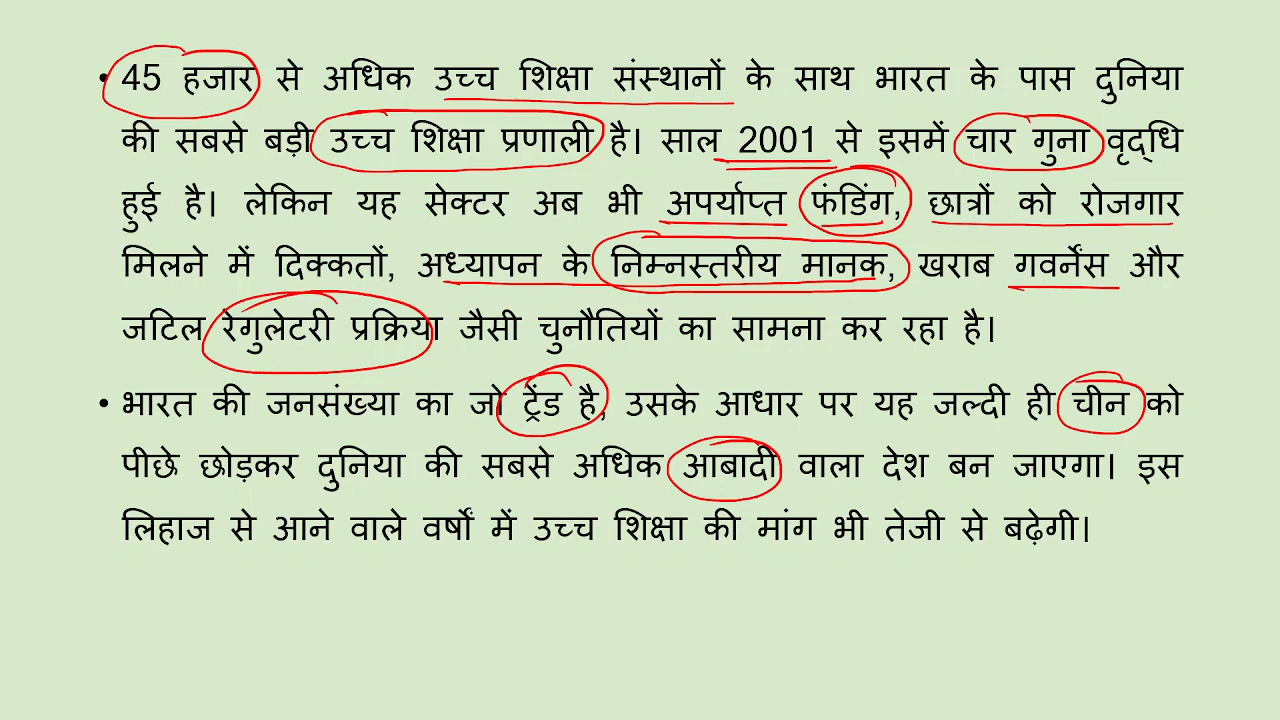 • 45 हजार से अधिक उच्च शिक्षा संस्थानों के साथ भारत के पास दुनिया
की सबसे बड़ी उच्च शिक्षा प्रणाली है। साल 2001 से इसमें चार गुना वृद्धि
हुई है। लेकिन यह सेक्टर अब भी अपर्याप्त फंडिंग, छात्रों को रोजगार
मिलने में दिक्कतों, अध्यापन के निम्नस्तरीय मानक, खराब गवर्नेंस और
जटिल रेगुलेटरी प्रक्रिया जैसी चुनौतियों का सामना कर रहा है।
• भारत की जनसंख्या का जो ट्रेंड है, उसके आधार पर यह जल्दी ही चीन को
पीछे छोड़कर दुनिया की सबसे अधिक आबादी वाला देश बन जाएगा। इस
लिहाज से आने वाले वर्षों में उच्च शिक्षा की मांग भी तेजी से बढ़ेगी।